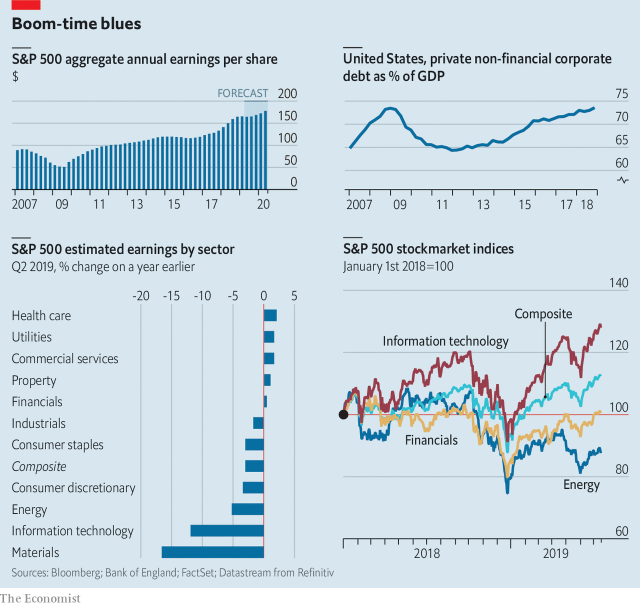 Boom-time blues
S&P 500 aggregate annual earnings per share
$
FORECAST
200
150
100
50
0
2007 09 11 13 15 17 20
United States, private non-financial corporate
debt as % of GDP
75
70
65
60
2007 09 11 13 15 17 18
S&P 500 estimated earnings by sector
Q2 2019, % change on a year earlier
-20 -15 -10 -5 0 5
Health care
Utilities
Commercial services
Property
Financials
Industrials
Consumer staples
Composite
Consumer discretionary
Energy
Information technology
Materials
S&P 500 stockmarket indices
January 1st 2018=100
140
Composite
Information technology
120
100
Financials
80
Energy
60
2018 2019
Sources: Bloomberg; Bank of England; FactSet; Datastream from Refinitiv
The Economist